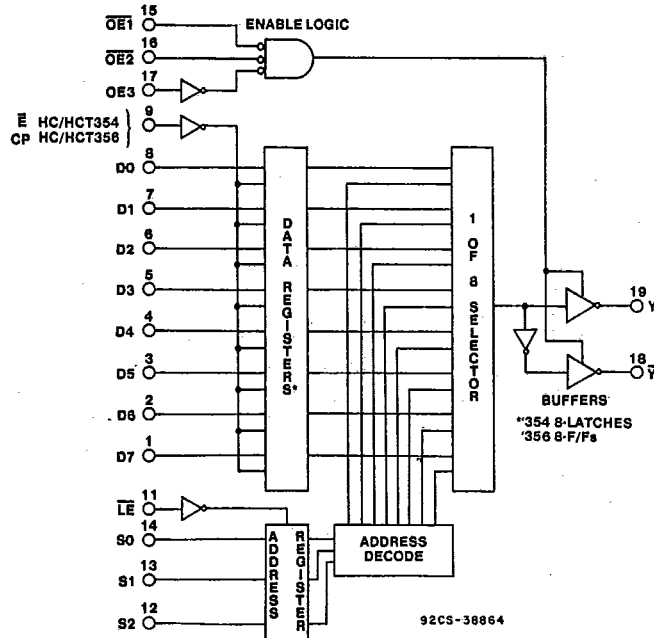 15
OE1
ENABLE LOGIC
16
OE2
17
OE3
9
E HC/HCT354
CP HC/HCT356
8
D0
7
D1
6
D2
5
D3
4
D4
3
D5
2
D6
1
D7
DATA REGISTERS*
1 OF 8 SELECTOR
19
Y
18
Y
BUFFERS
*'354 8-LATCHES
'356 8-F/Fs
11
LE
14
S0
13
S1
12
S2
ADDRESS
REGISTER
ADDRESS
DECODE
92CS-38864